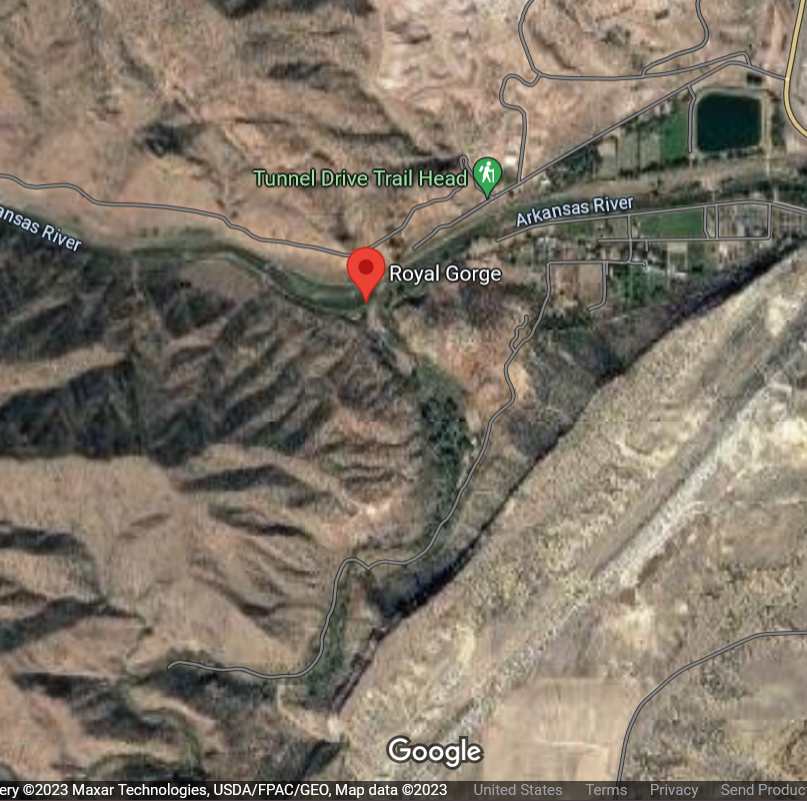 Tunnel Drive Trail Head
Arkansas River
ansas River
Royal Gorge
Google
ery ©2023 Maxar Technologies, USDA/FPAC/GEO, Map data ©2023 United States Terms Privacy Send Produc